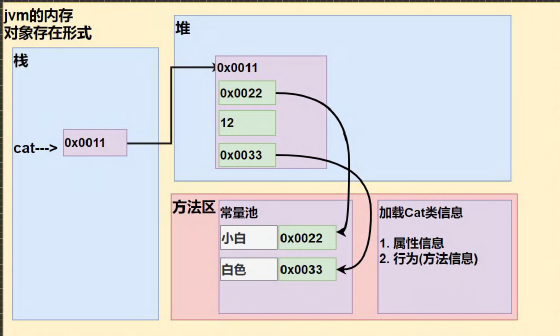 jvm的内存
对象存在形式
栈
cat---> 0x0011
堆
0x0011
0x0022
12
0x0033
方法区
常量池
小白 0x0022
白色 0x0033
加载Cat类信息
1. 属性信息
2. 行为(方法信息)